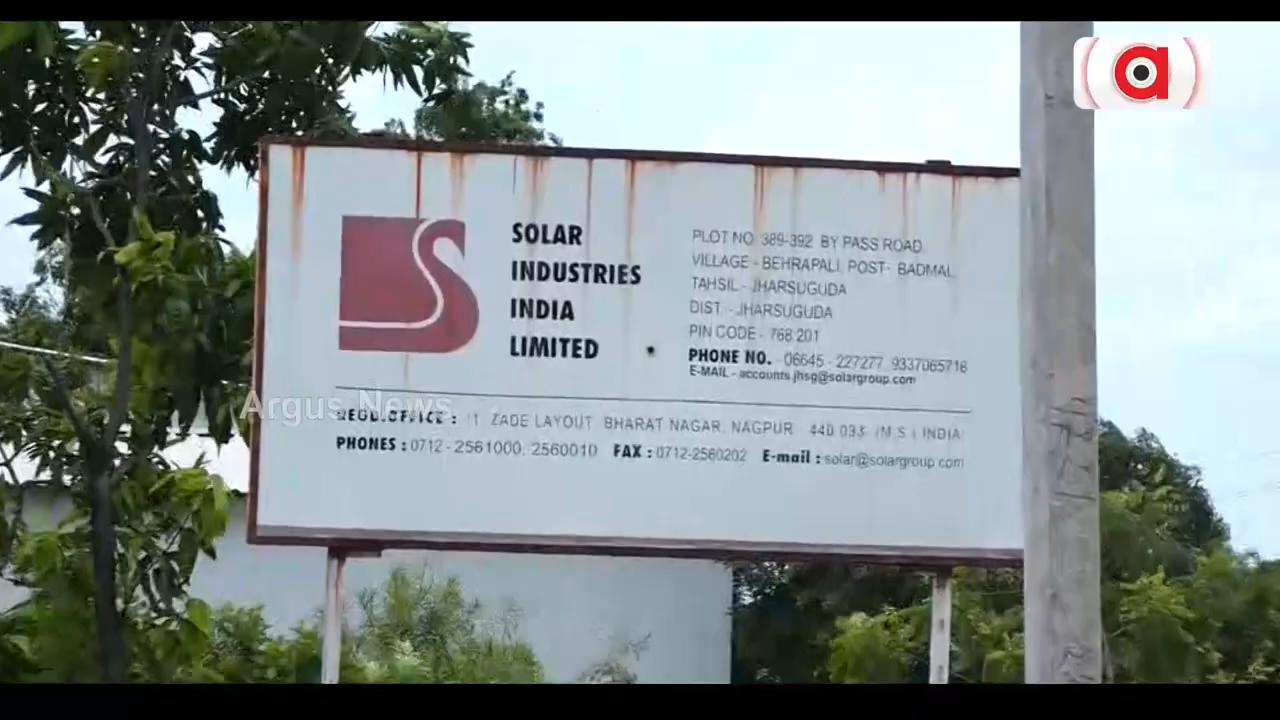 a
SOLAR
INDUSTRIES
INDIA
LIMITED
PLOT NO. 389-392 BY PASS ROAD
VILLAGE - BEHRAPALI, POST- BADMAL
TAHSIL - JHARSUGUDA
DIST. - JHARSUGUDA
PIN CODE - 768 201
PHONE NO. - 06645 - 227277, 9337065718
E-MAIL - accounts.jhsg@solargroup.com
Argus News
REGD.OFFICE : 11 ZADE LAYOUT BHARAT NAGAR, NAGPUR 440 033 (M.S.) INDIA
PHONES : 0712 - 2561000, 2560010 FAX : 0712-2560202 E-mail : solar@solargroup.com